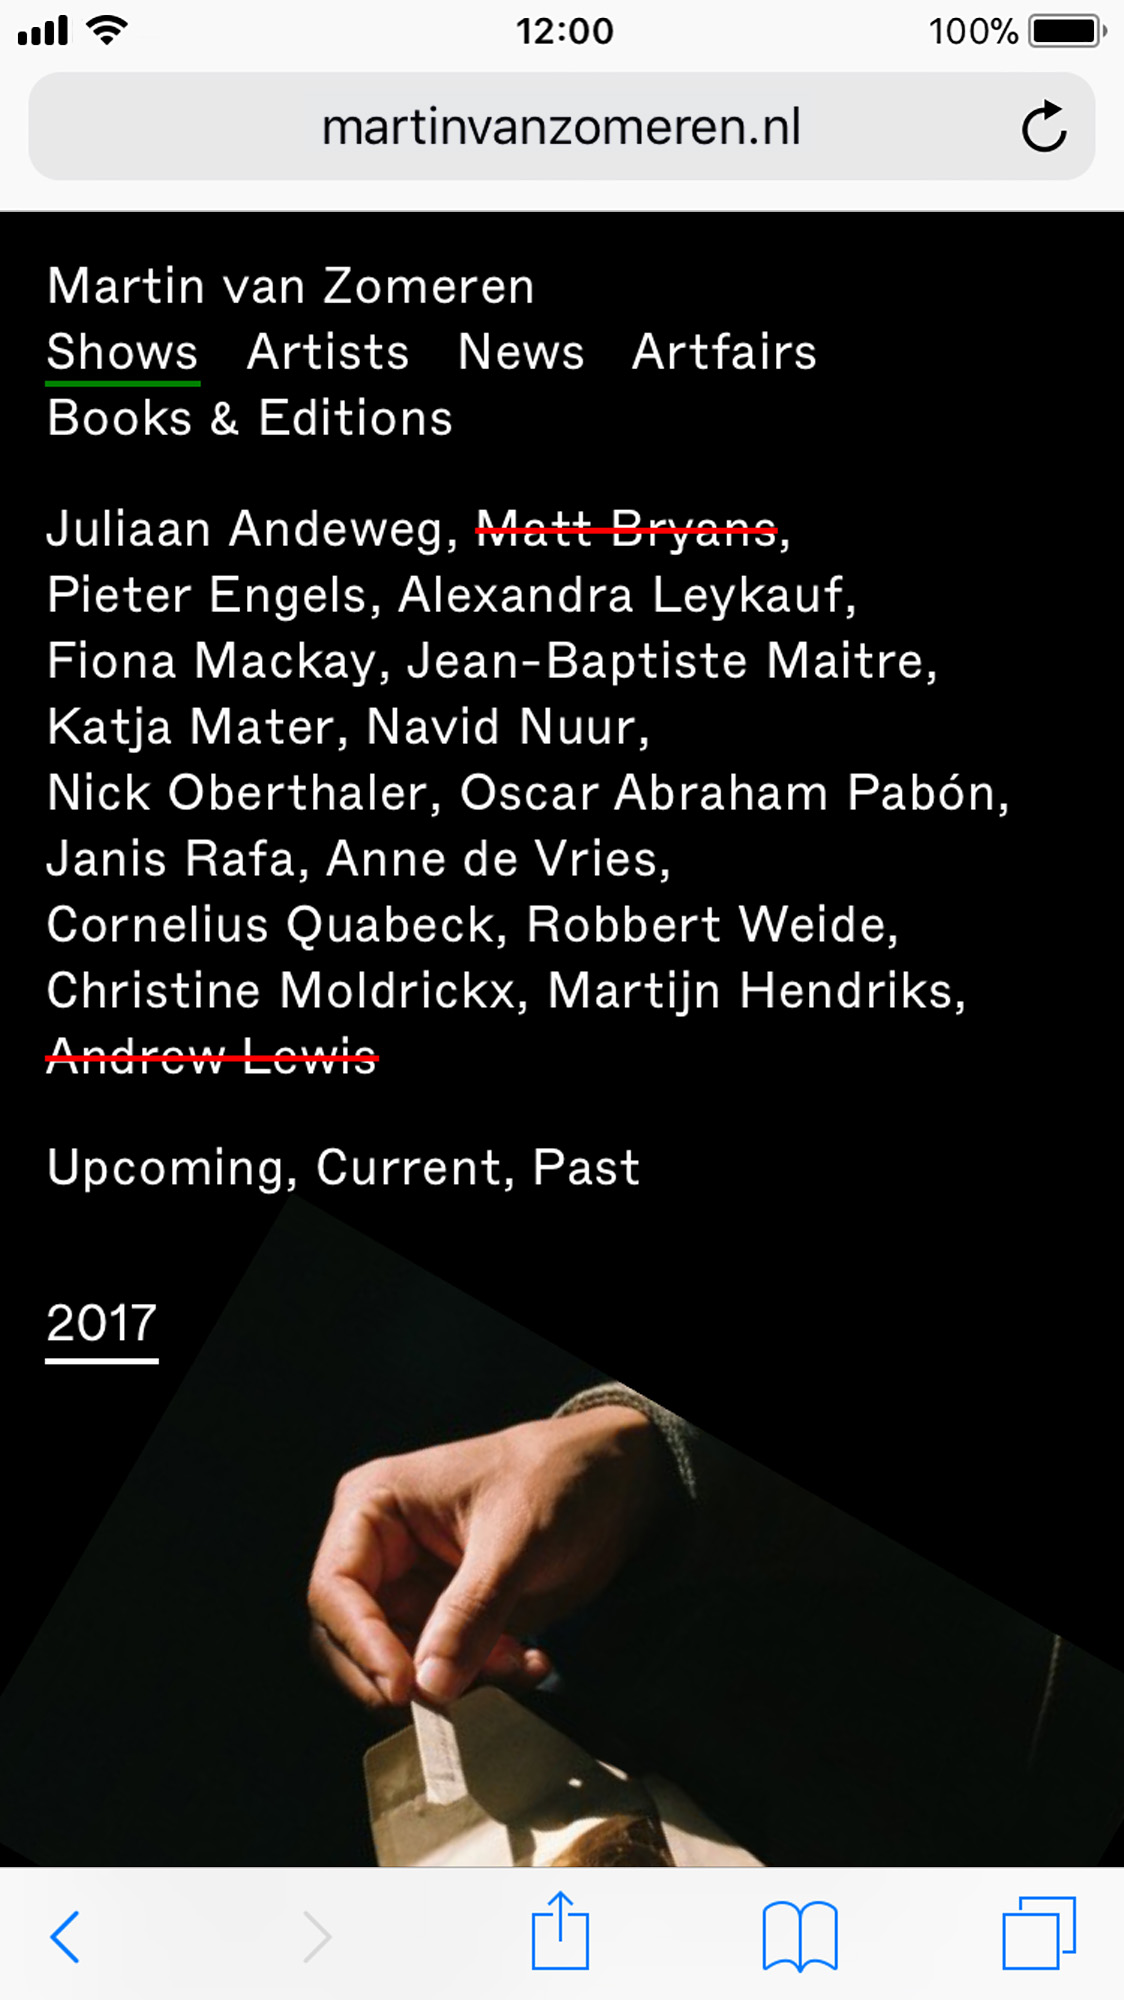 12:00
100%
martinvanzomeren.nl
Martin van Zomeren
Shows Artists News Artfairs
Books & Editions
Juliaan Andeweg, Matt Bryans,
Pieter Engels, Alexandra Leykauf,
Fiona Mackay, Jean-Baptiste Maitre,
Katja Mater, Navid Nuur,
Nick Oberthaler, Oscar Abraham Pabón,
Janis Rafa, Anne de Vries,
Cornelius Quabeck, Robbert Weide,
Christine Moldrickx, Martijn Hendriks,
Andrew Lewis
Upcoming, Current, Past
2017